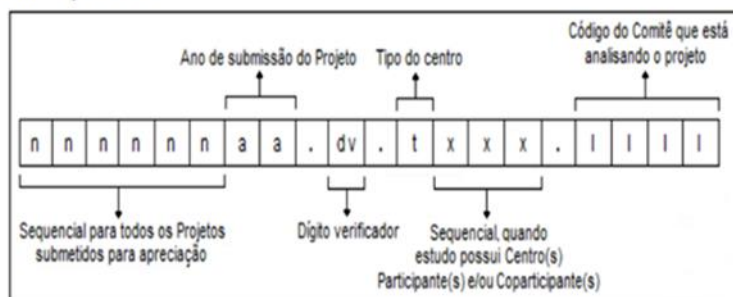 Código do Comitê que está
analisando o projeto
Ano de submissão do Projeto
Tipo do centro
n n n n n n a a . dv . t x x x . l l l l
Sequencial para todos os Projetos
submetidos para apreciação
Dígito verificador
Sequencial, quando
estudo possui Centro(s)
Participante(s) e/ou Coparticipante(s)